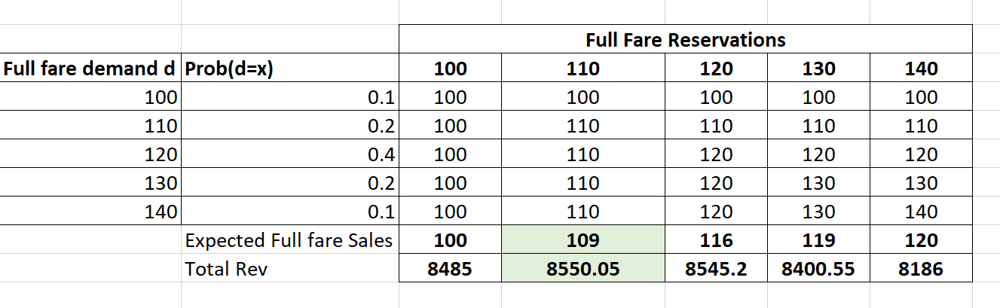 Full Fare Reservations
Full fare demand d Prob(d=x) 100 110 120 130 140
100 0.1 100 100 100 100 100
110 0.2 100 110 110 110 110
120 0.4 100 110 120 120 120
130 0.2 100 110 120 130 130
140 0.1 100 110 120 130 140
Expected Full fare Sales 100 109 116 119 120
Total Rev 8485 8550.05 8545.2 8400.55 8186